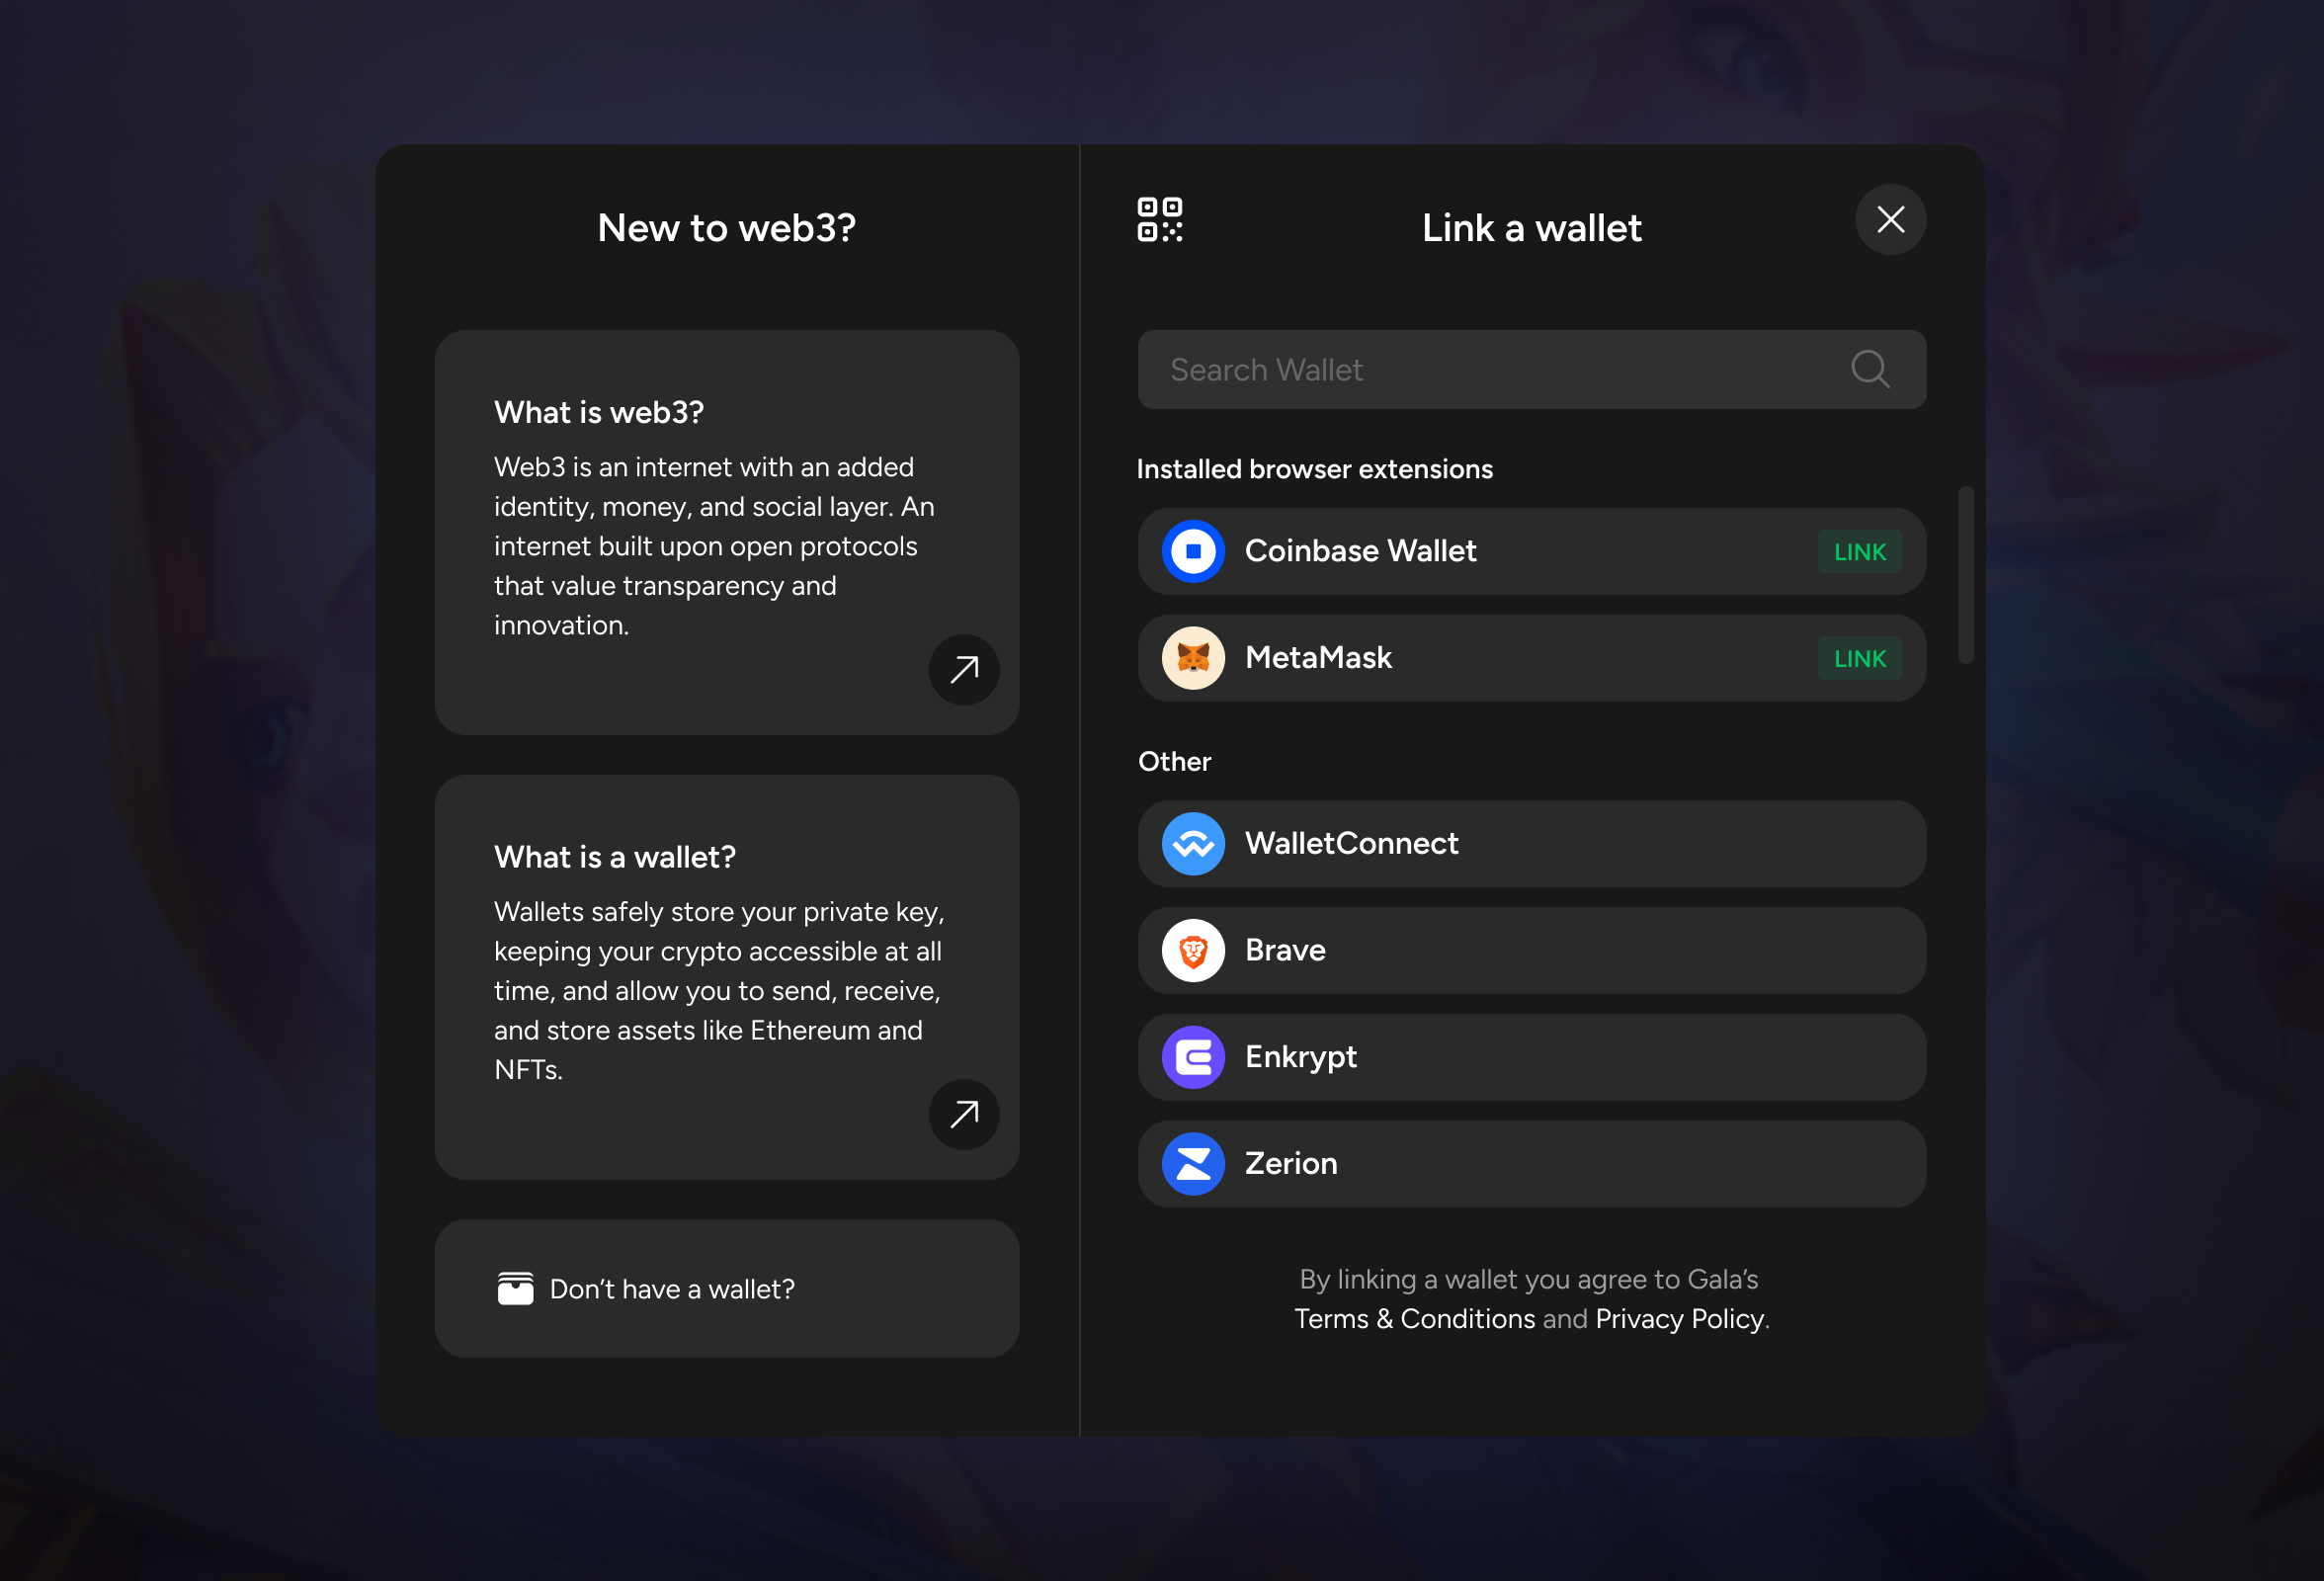 New to web3?
What is web3?
Web3 is an internet with an added
identity, money, and social layer. An
internet built upon open protocols
that value transparency and
innovation.
What is a wallet?
Wallets safely store your private key,
keeping your crypto accessible at all
time, and allow you to send, receive,
and store assets like Ethereum and
NFTs.
Don’t have a wallet?
Link a wallet
Search Wallet
Installed browser extensions
Coinbase Wallet LINK
MetaMask LINK
Other
WalletConnect
Brave
Enkrypt
Zerion
By linking a wallet you agree to Gala’s
Terms & Conditions and Privacy Policy.